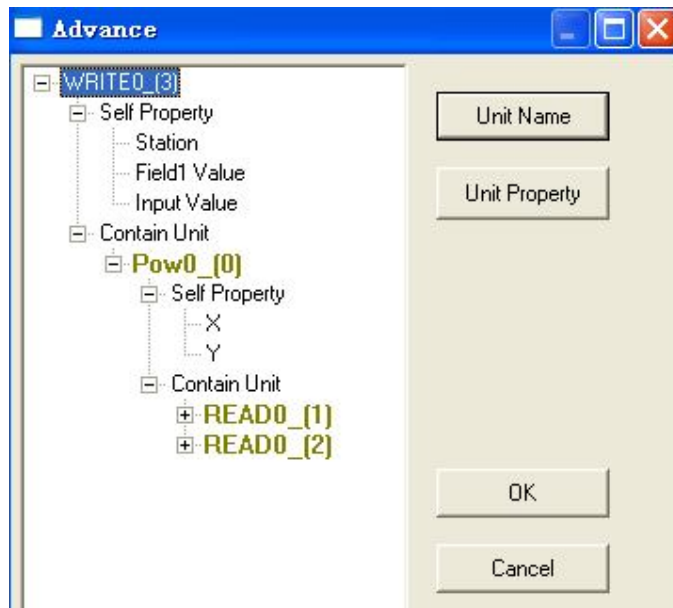 Advance
WRITE0_(3)
Self Property
Station
Field1 Value
Input Value
Contain Unit
Pow0_(0)
Self Property
X
Y
Contain Unit
READ0_(1)
READ0_(2)
Unit Name
Unit Property
OK
Cancel